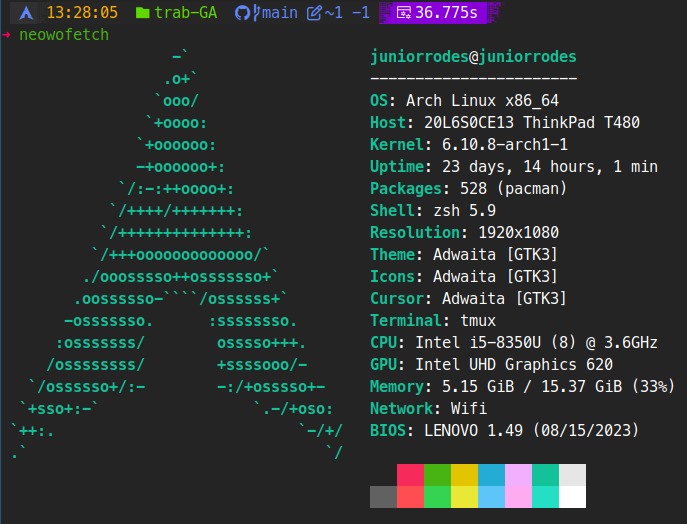 13:28:05 trab-GA main ~1 -1 36.775s
→ neowofetch
-`
.o+`
`ooo/
`+oooo:
`+oooooo:
-+oooooo+:
`/:-:++oooo+:
`/++++/+++++++:
`/++++++++++++++:
`/+++ooooooooooooo/`
./ooosssso++osssssso+`
.oossssso-````/ossssss+`
-osssssso. :ssssssso.
:osssssss/ osssso+++.
/ossssssss/ +ssssooo/-
`/ossssso+/:- -:/+osssso+-
`+sso+:-` `.-/+oso:
`++:. `-/+/
.` `/
juniorrodes@juniorrodes
-----------------------
OS: Arch Linux x86_64
Host: 20L6S0CE13 ThinkPad T480
Kernel: 6.10.8-arch1-1
Uptime: 23 days, 14 hours, 1 min
Packages: 528 (pacman)
Shell: zsh 5.9
Resolution: 1920x1080
Theme: Adwaita [GTK3]
Icons: Adwaita [GTK3]
Cursor: Adwaita [GTK3]
Terminal: tmux
CPU: Intel i5-8350U (8) @ 3.6GHz
GPU: Intel UHD Graphics 620
Memory: 5.15 GiB / 15.37 GiB (33%)
Network: Wifi
BIOS: LENOVO 1.49 (08/15/2023)